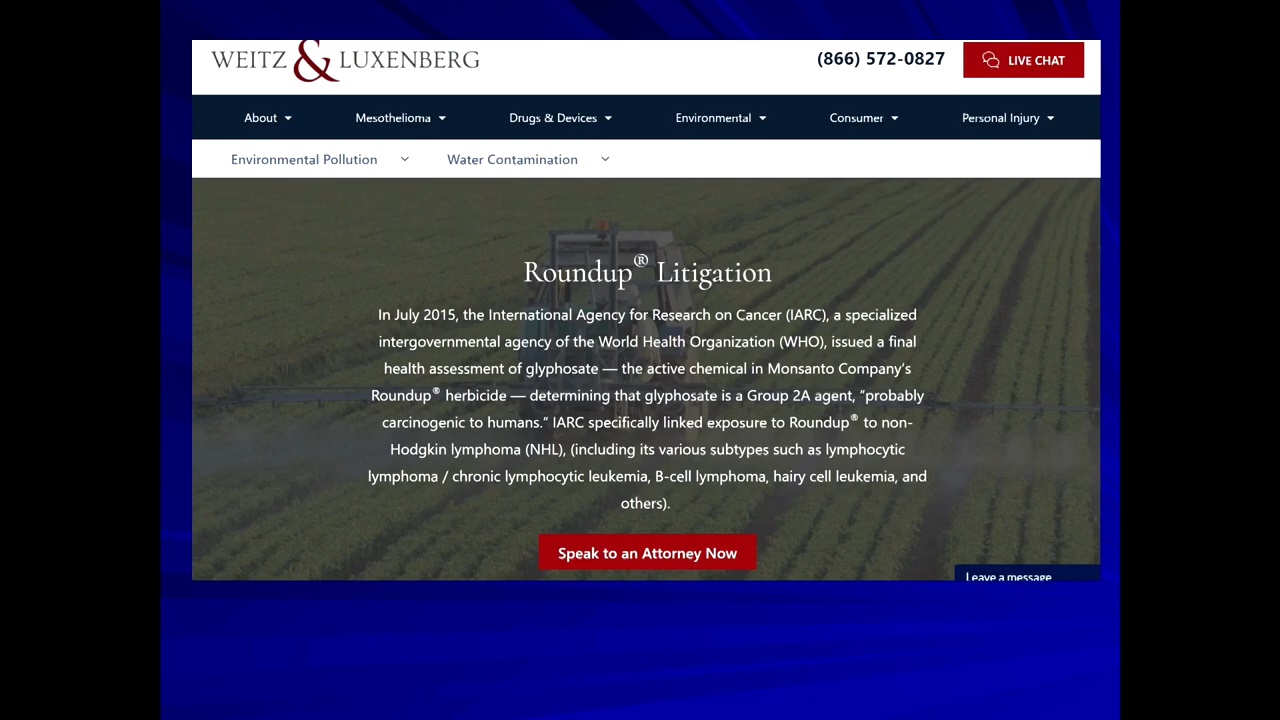 WEITZ & LUXENBERG
(866) 572-0827
LIVE CHAT
About
Mesothelioma
Drugs & Devices
Environmental
Consumer
Personal Injury
Environmental Pollution
Water Contamination
Roundup® Litigation
In July 2015, the International Agency for Research on Cancer (IARC), a specialized
intergovernmental agency of the World Health Organization (WHO), issued a final
health assessment of glyphosate — the active chemical in Monsanto Company's
Roundup® herbicide — determining that glyphosate is a Group 2A agent, "probably
carcinogenic to humans." IARC specifically linked exposure to Roundup® to non-
Hodgkin lymphoma (NHL), (including its various subtypes such as lymphocytic
lymphoma / chronic lymphocytic leukemia, B-cell lymphoma, hairy cell leukemia, and
others).
Speak to an Attorney Now
Leave a message